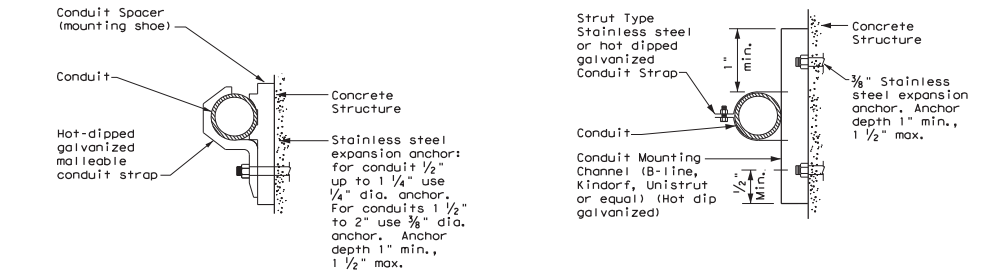 Conduit Spacer
(mounting shoe)
Conduit
Hot-dipped
galvanized
malleable
conduit strap
Concrete
Structure
Stainless steel
expansion anchor:
for conduit 1/2"
up to 1 1/4" use
1/4" dia. anchor.
For conduits 1 1/2"
to 2" use 3/8" dia.
anchor. Anchor
depth 1" min.,
1 1/2" max.
Strut Type
Stainless steel
or hot dipped
galvanized
Conduit Strap
Conduit
Conduit Mounting
Channel (B-line,
Kindorf, Unistrut
or equal) (Hot dip
galvanized)
1"
min.
1/2"
Min.
Concrete
Structure
3/8" Stainless
steel expansion
anchor. Anchor
depth 1" min.,
1 1/2" max.